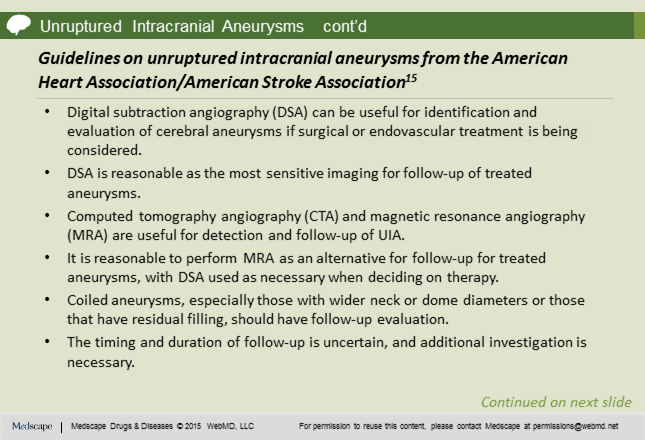 Unruptured Intracranial Aneurysms cont’d
Guidelines on unruptured intracranial aneurysms from the American
Heart Association/American Stroke Association15
• Digital subtraction angiography (DSA) can be useful for identification and
evaluation of cerebral aneurysms if surgical or endovascular treatment is being
considered.
• DSA is reasonable as the most sensitive imaging for follow-up of treated
aneurysms.
• Computed tomography angiography (CTA) and magnetic resonance angiography
(MRA) are useful for detection and follow-up of UIA.
• It is reasonable to perform MRA as an alternative for follow-up for treated
aneurysms, with DSA used as necessary when deciding on therapy.
• Coiled aneurysms, especially those with wider neck or dome diameters or those
that have residual filling, should have follow-up evaluation.
• The timing and duration of follow-up is uncertain, and additional investigation is
necessary.
Continued on next slide
Medscape | Medscape Drugs & Diseases © 2015 WebMD, LLC For permission to reuse this content, please contact Medscape at permissions@webmd.net